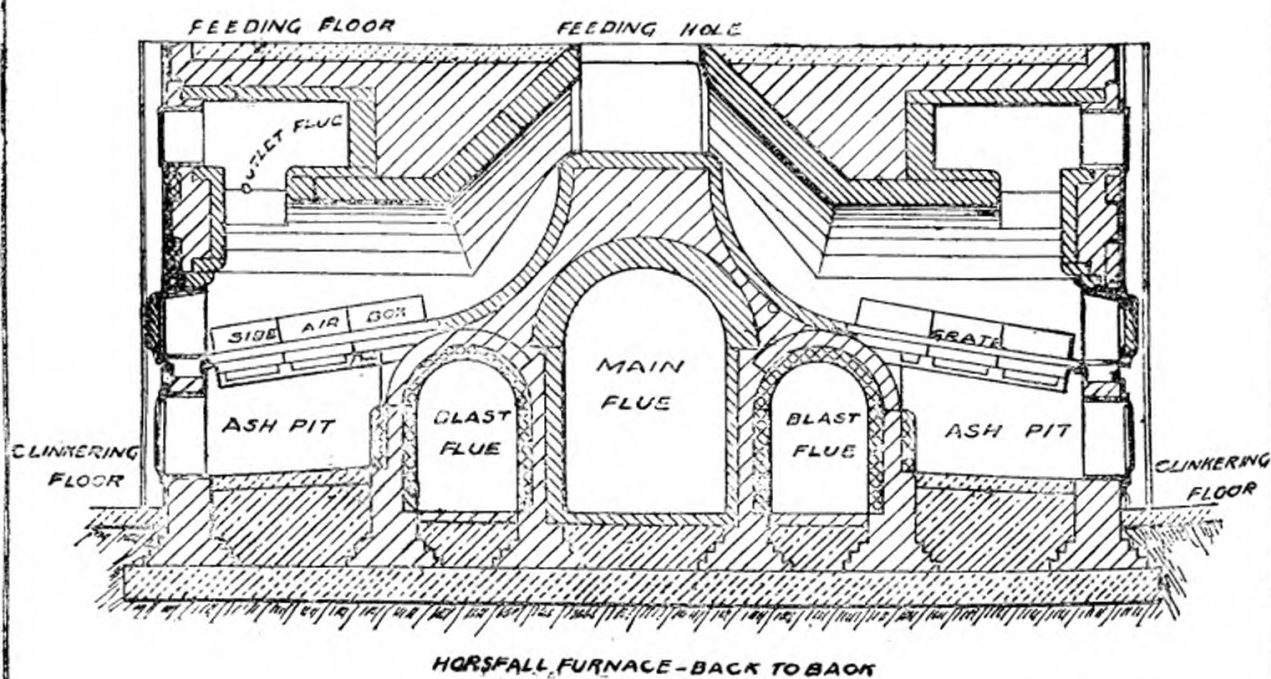 FEEDING FLOOR
FEEDING HOLE
OUTLET FLUE
SIDE AIR BOX
GRATE
MAIN
FLUE
BLAST
FLUE
BLAST
FLUE
ASH PIT
ASH PIT
CLINKERING
FLOOR
CLINKERING
FLOOR
HORSFALL FURNACE-BACK TO BACK